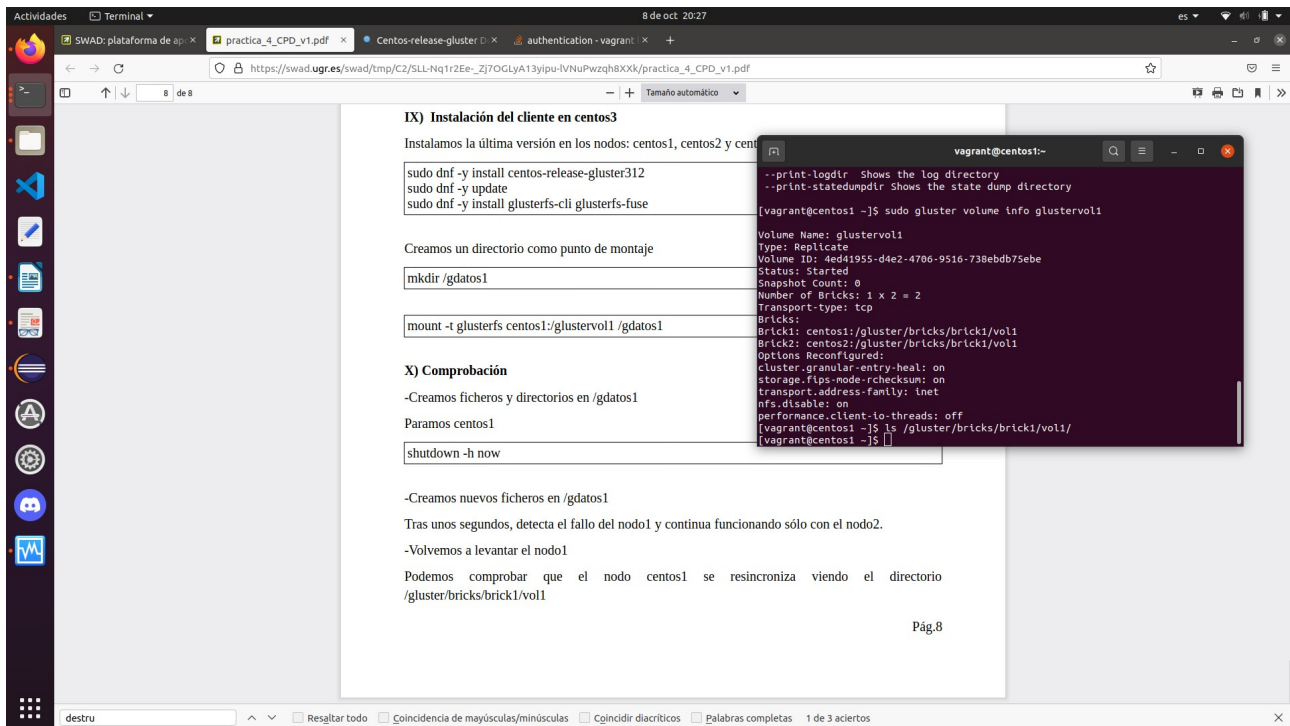 Actividades
Terminal
8 de oct 20:27
es
SWAD: plataforma de apo
practica_4_CPD_v1.pdf
Centos-release-gluster D
authentication - vagrant
https://swad.ugr.es/swad/tmp/C2/SLL-Nq1r2Ee-_Zj7OGLyA13yipu-lVNuPwzqh8XXk/practica_4_CPD_v1.pdf
8 de 8
Tamaño automático
IX) Instalación del cliente en centos3
Instalamos la última versión en los nodos: centos1, centos2 y cent
sudo dnf -y install centos-release-gluster312
sudo dnf -y update
sudo dnf -y install glusterfs-cli glusterfs-fuse
Creamos un directorio como punto de montaje
mkdir /gdatos1
mount -t glusterfs centos1:/glustervol1 /gdatos1
X) Comprobación
-Creamos ficheros y directorios en /gdatos1
Paramos centos1
shutdown -h now
-Creamos nuevos ficheros en /gdatos1
Tras unos segundos, detecta el fallo del nodo1 y continua funcionando sólo con el nodo2.
-Volvemos a levantar el nodo1
Podemos comprobar que el nodo centos1 se resincroniza viendo el directorio
/gluster/bricks/brick1/vol1
Pág.8
vagrant@centos1:~
--print-logdir Shows the log directory
--print-statedumpdir Shows the state dump directory
[vagrant@centos1 ~]$ sudo gluster volume info glustervol1
Volume Name: glustervol1
Type: Replicate
Volume ID: 4ed41955-d4e2-4706-9516-738ebdb75ebe
Status: Started
Snapshot Count: 0
Number of Bricks: 1 x 2 = 2
Transport-type: tcp
Bricks:
Brick1: centos1:/gluster/bricks/brick1/vol1
Brick2: centos2:/gluster/bricks/brick1/vol1
Options Reconfigured:
cluster.granular-entry-heal: on
storage.fips-mode-rchecksum: on
transport.address-family: inet
nfs.disable: on
performance.client-io-threads: off
[vagrant@centos1 ~]$ ls /gluster/bricks/brick1/vol1/
[vagrant@centos1 ~]$
destru
Resaltar todo
Coincidencia de mayúsculas/minúsculas
Coincidir diacríticos
Palabras completas
1 de 3 aciertos